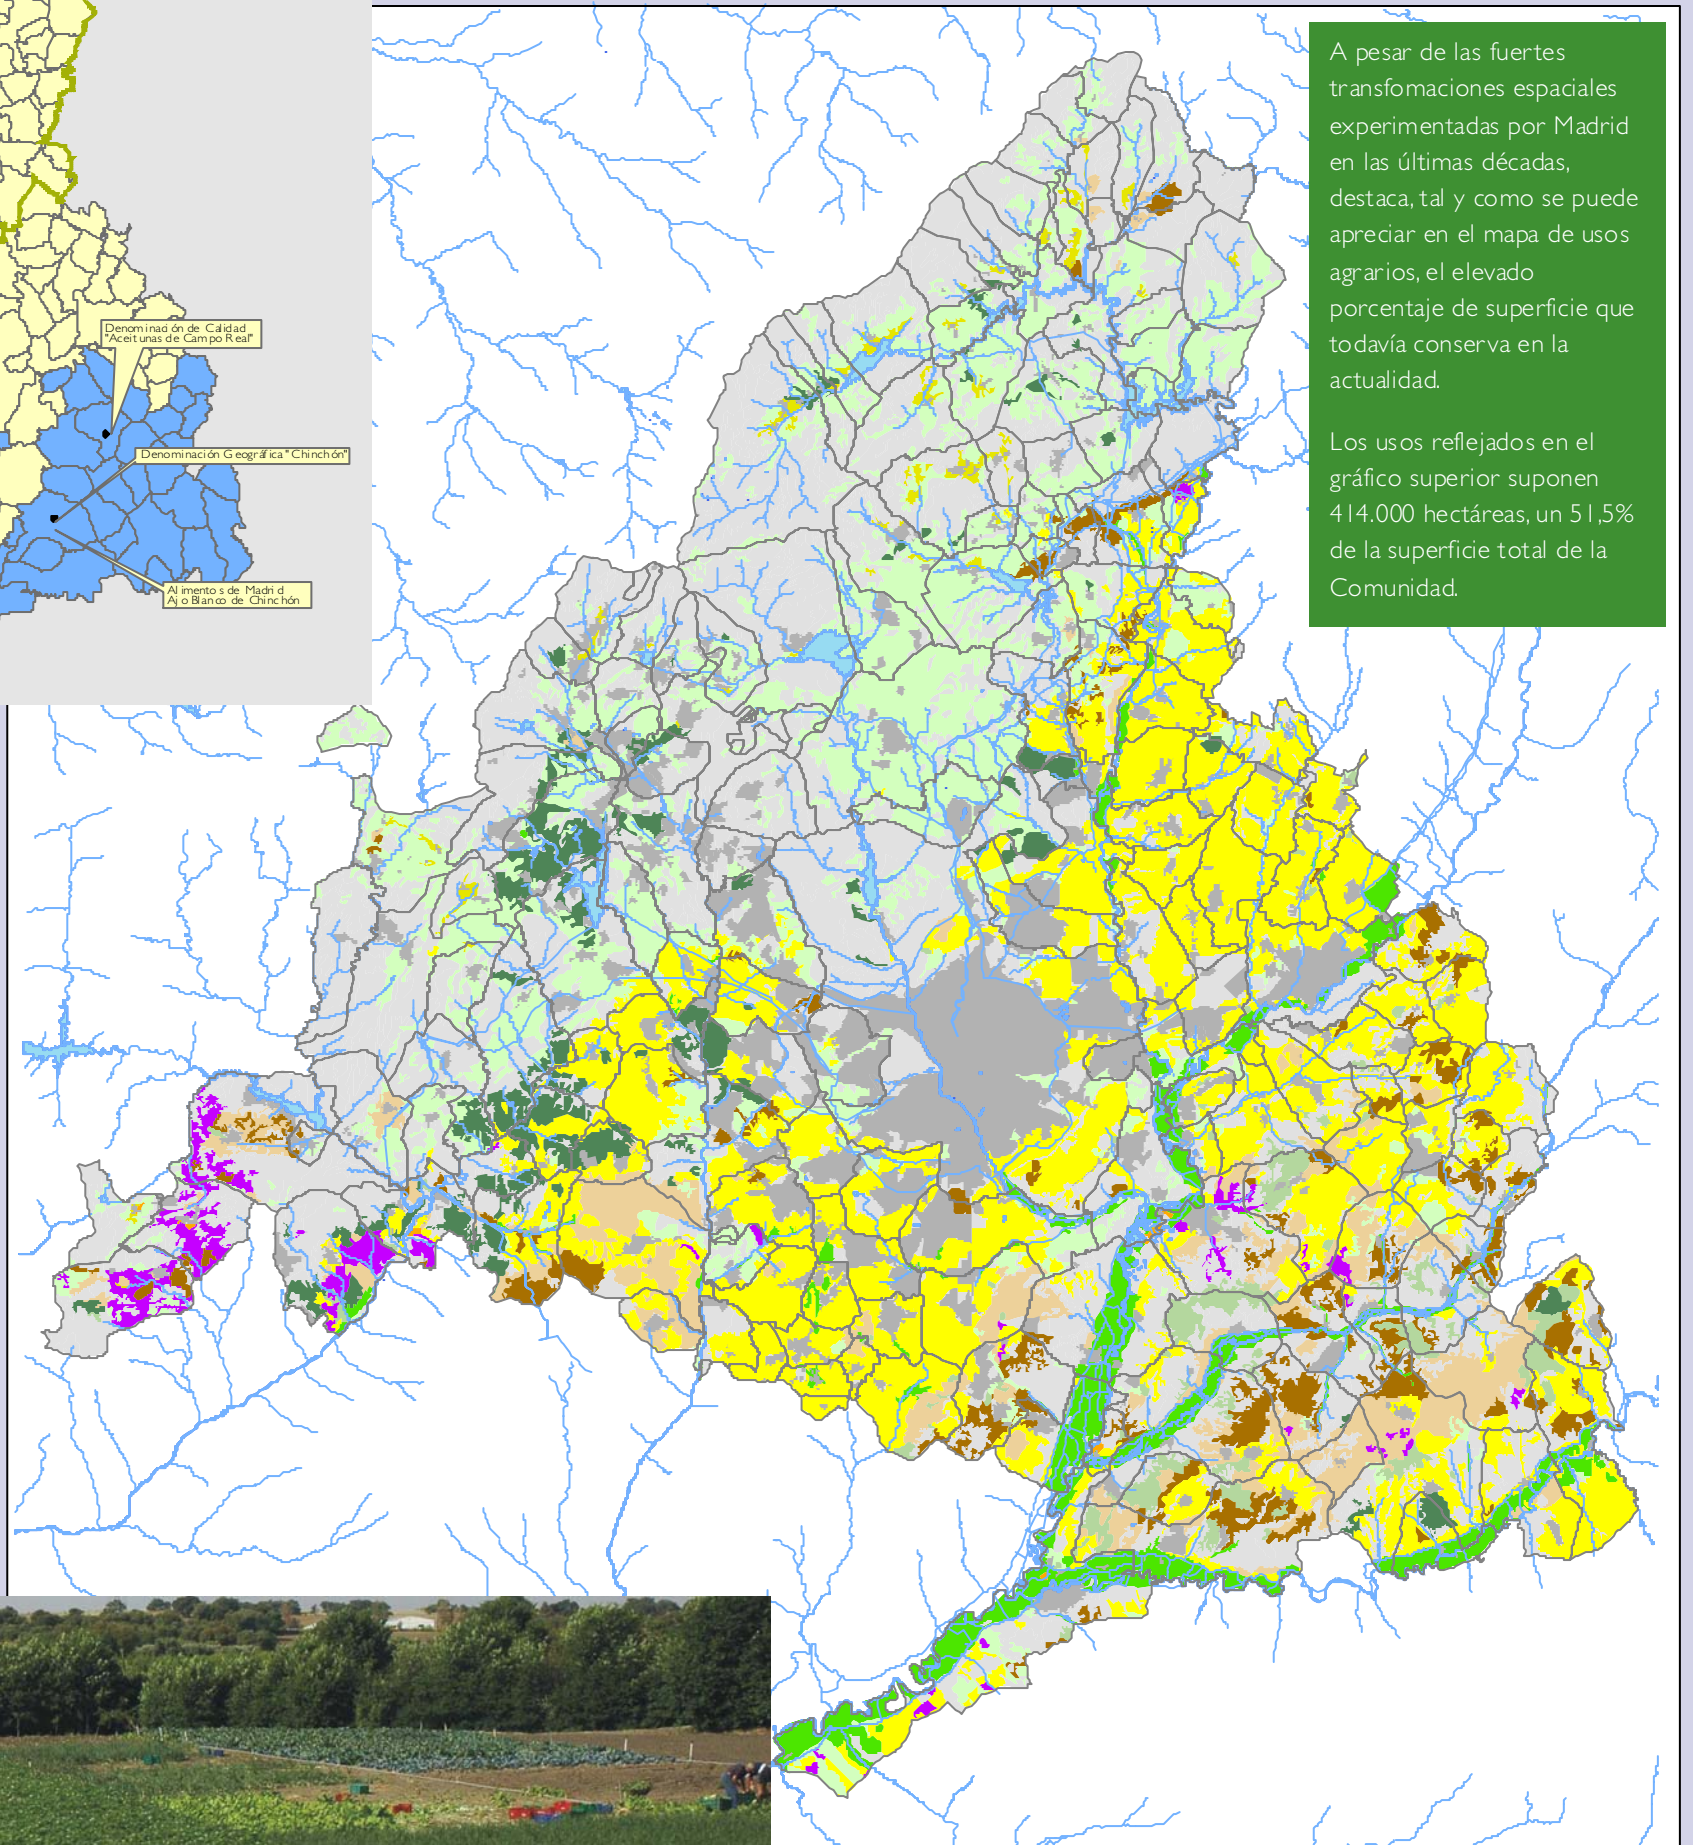 A pesar de las fuertes
transfomaciones espaciales
experimentadas por Madrid
en las últimas décadas,
destaca, tal y como se puede
apreciar en el mapa de usos
agrarios, el elevado
porcentaje de superficie que
todavía conserva en la
actualidad.
Los usos reflejados en el
gráfico superior suponen
414.000 hectáreas, un 51,5%
de la superficie total de la
Comunidad.
Denominación de Calidad
"Aceitunas de Campo Real"
Denominación Geográfica "Chinchón"
Alimentos de Madrid
Ajo Blanco de Chinchón